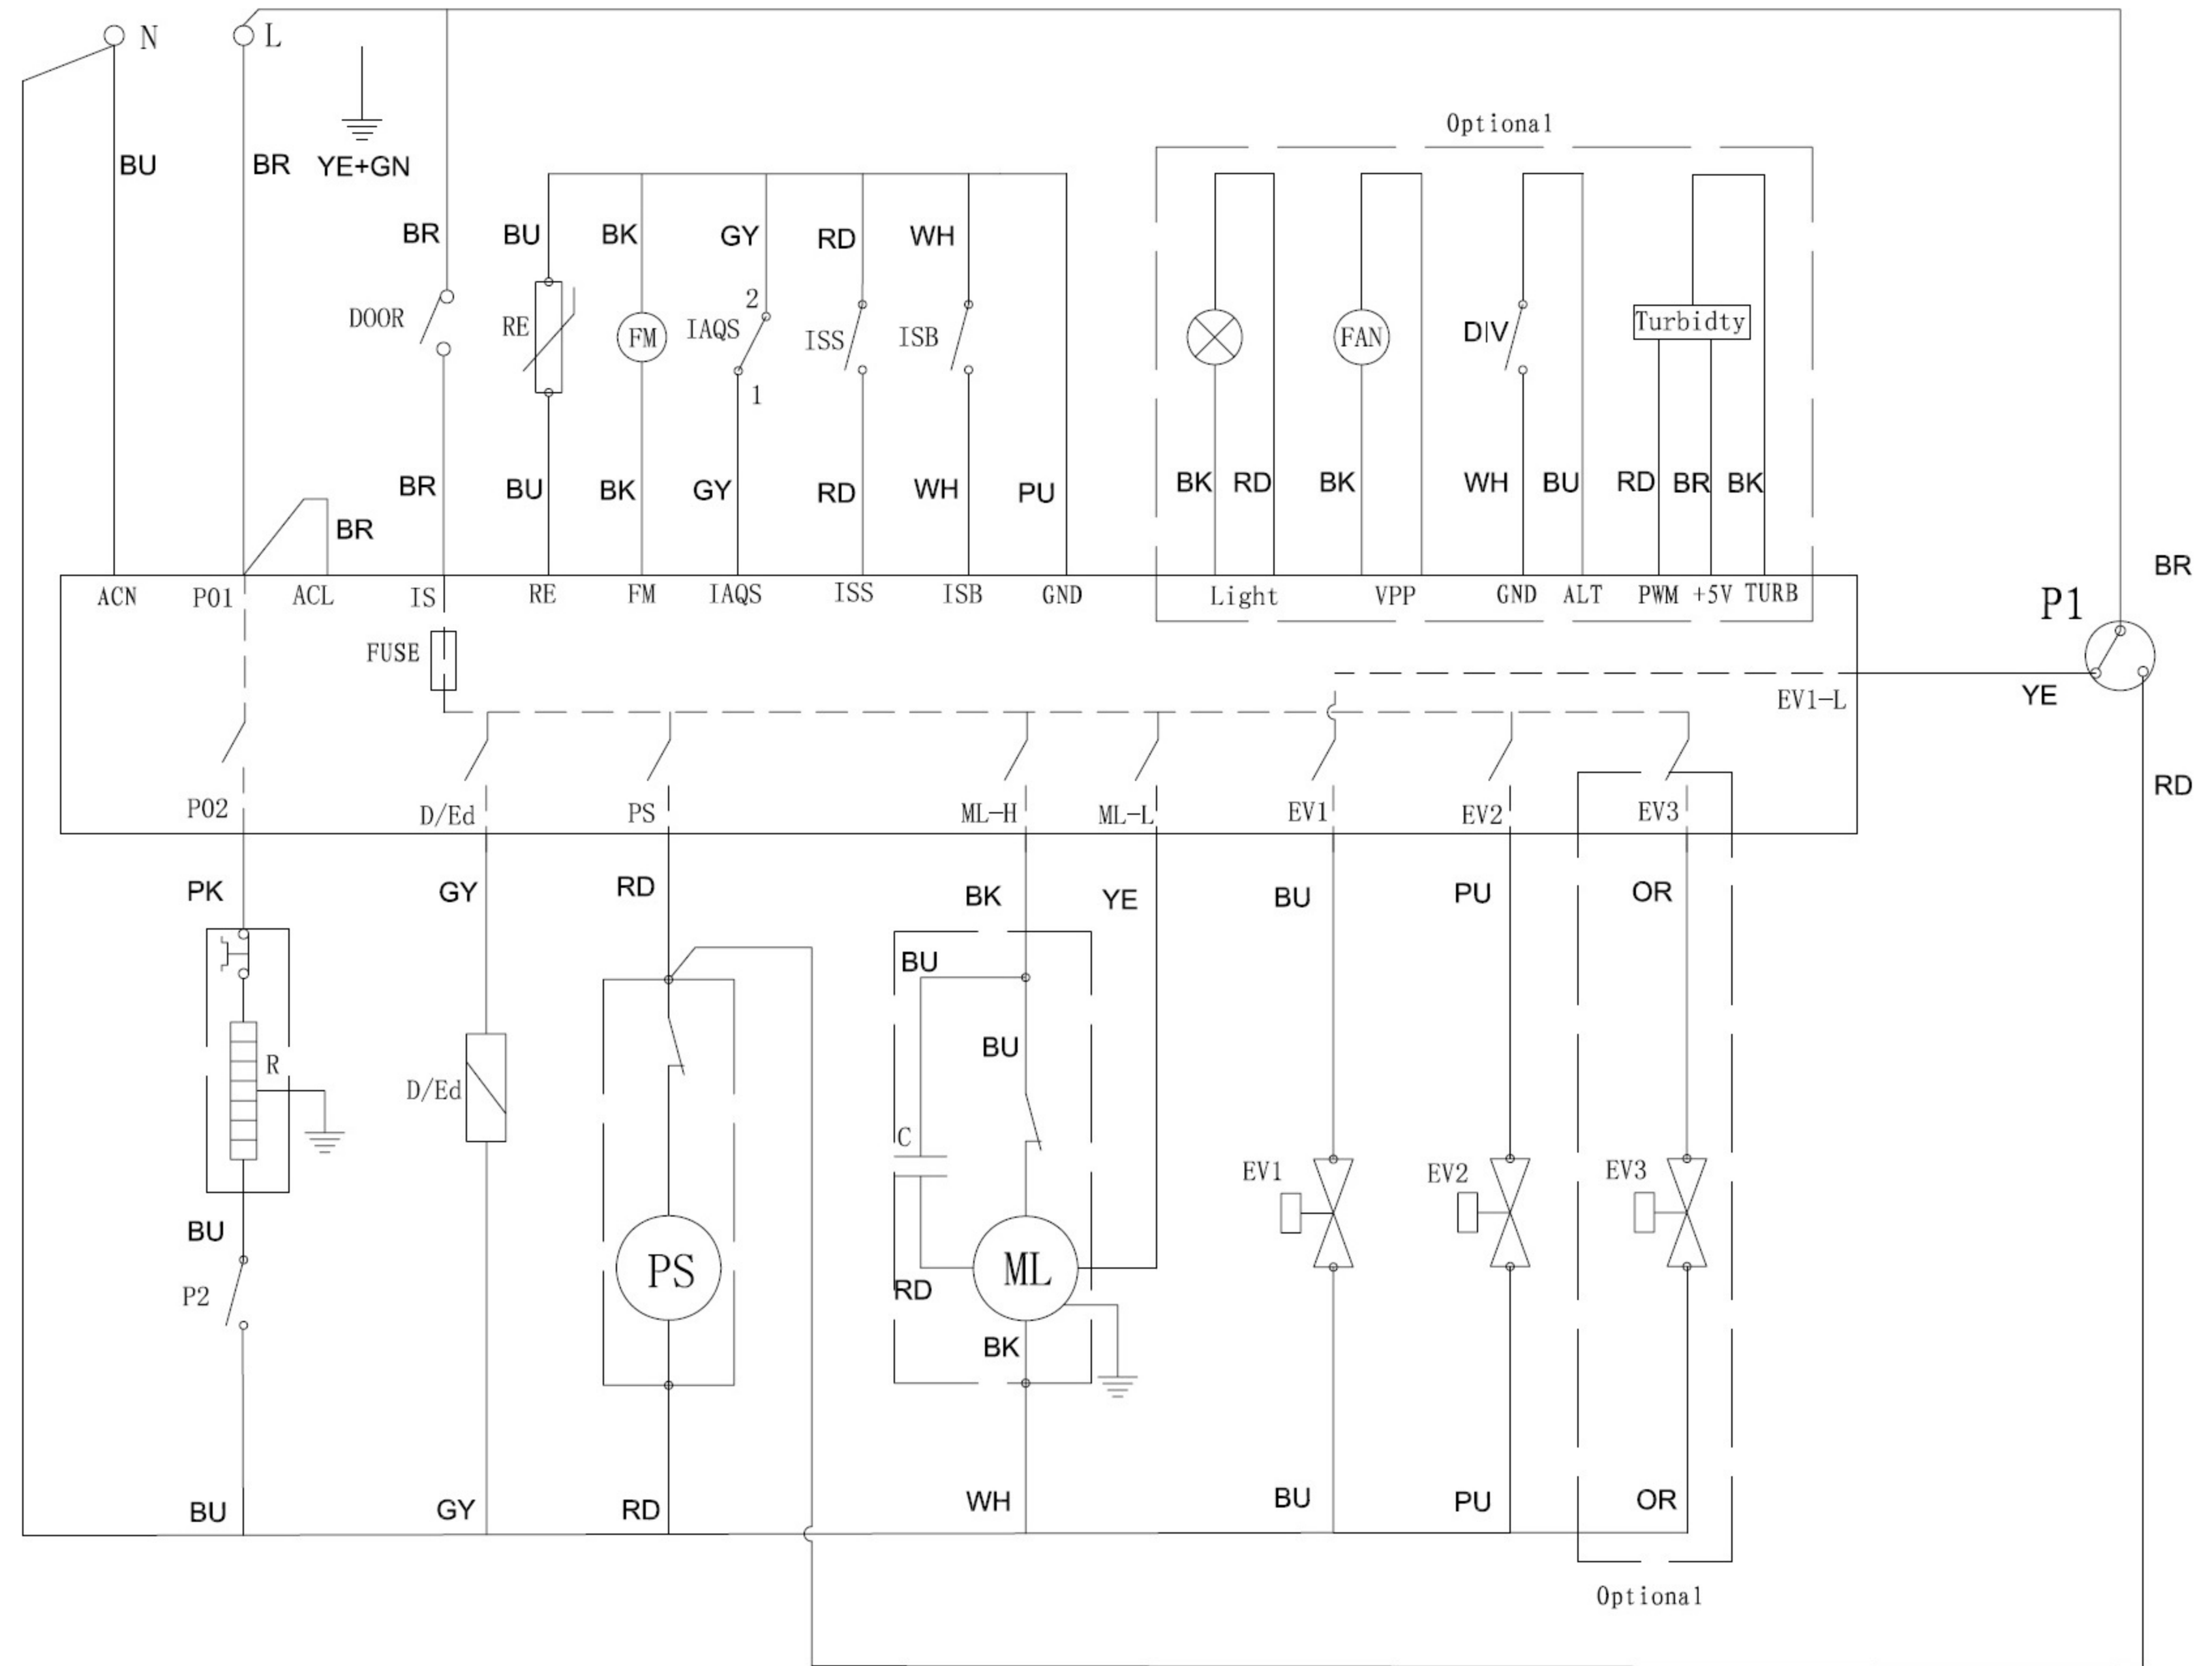 N L
Optional
BU BR YE+GN
BR BU BK GY RD WH
2
DOOR RE FM IAQS ISS ISB FAN D|V Turbidty
1
BR BU BK GY RD WH PU BK RD BK WH BU RD BR BK
BR
BR
ACN P01 ACL IS RE FM IAQS ISS ISB GND Light VPP GND ALT PWM +5V TURB
P1
FUSE
EV1-L YE
RD
P02 D/Ed PS ML-H ML-L EV1 EV2 EV3
PK GY RD BK YE BU PU OR
BU
BU
R
D/Ed
C
EV1 EV2 EV3
BU
PS ML
P2 RD
BK
BU GY RD WH BU PU OR
Optional